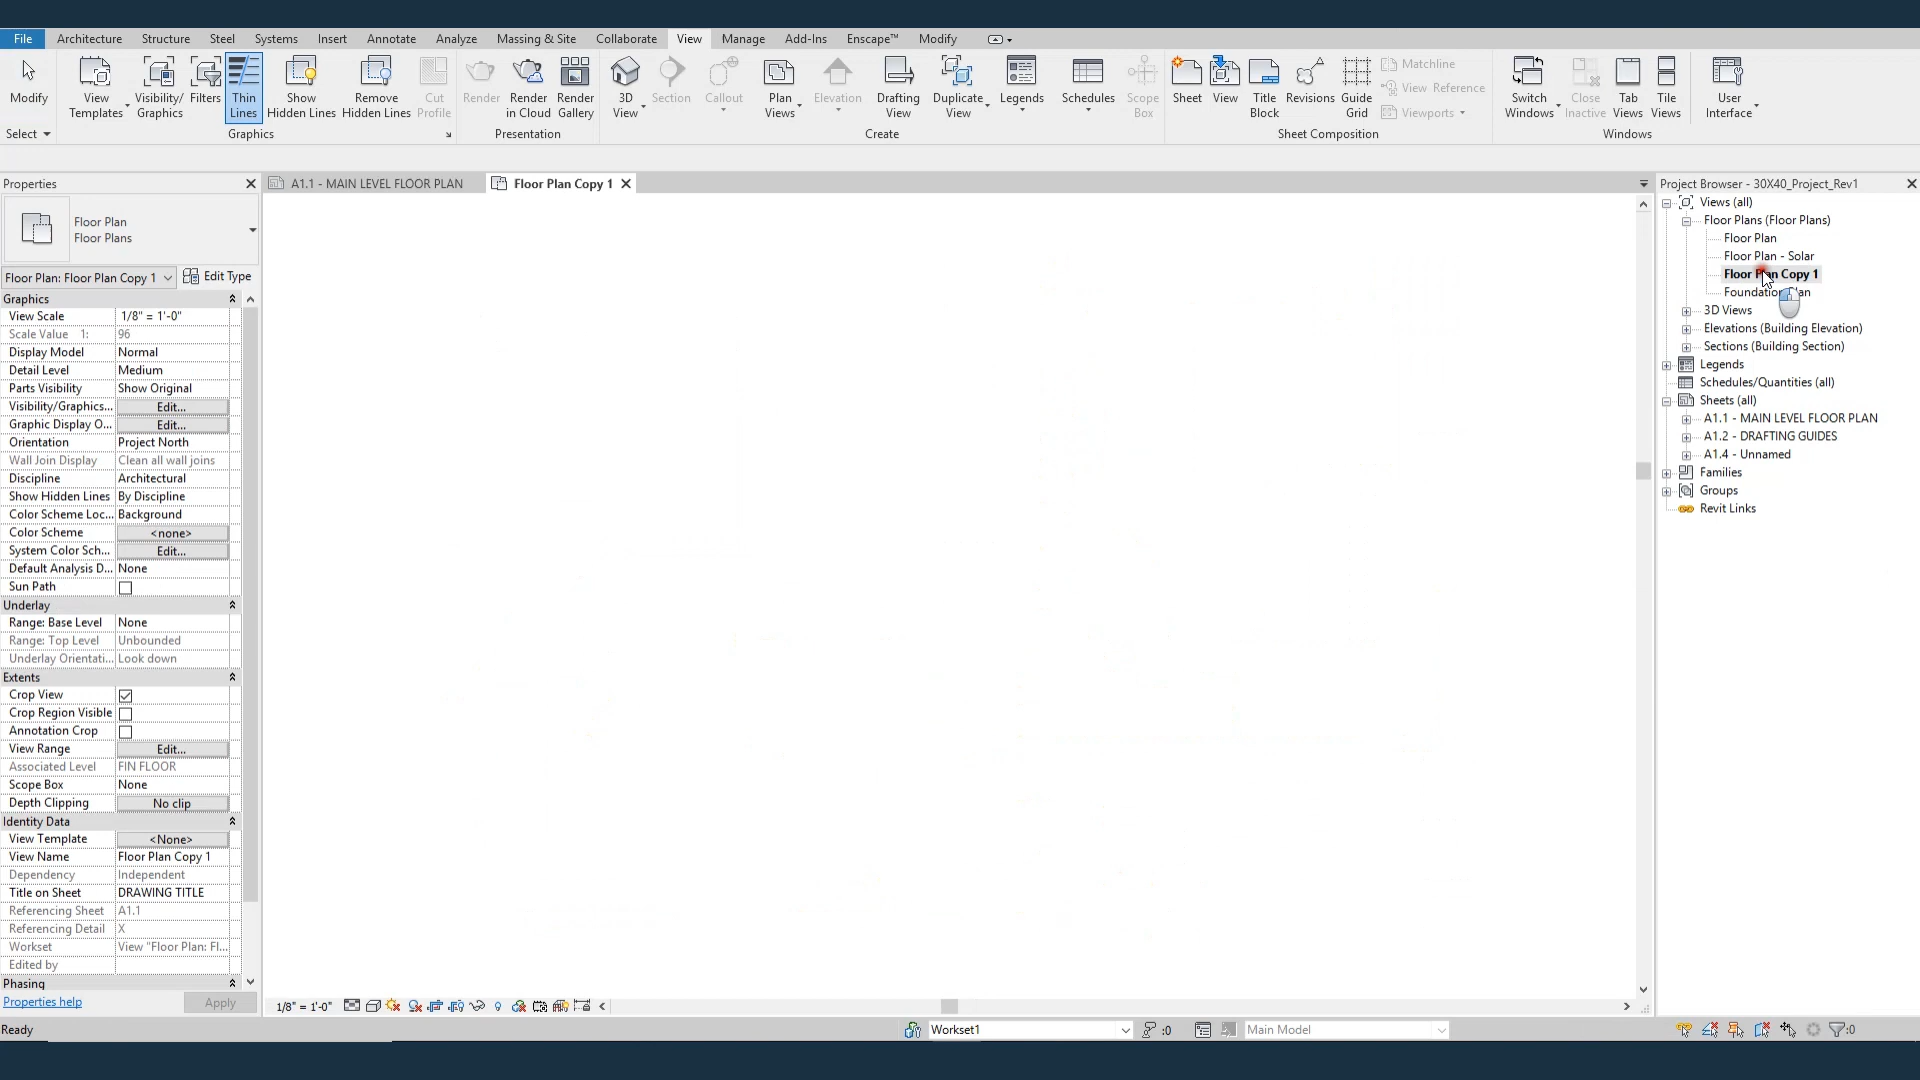 File Architecture Structure Steel Systems Insert Annotate Analyze Massing & Site Collaborate View Manage Add-Ins Enscape™ Modify
Modify
View Templates
Visibility/ Graphics
Filters
Thin Lines
Show Hidden Lines
Remove Hidden Lines
Cut Profile
Render
Render in Cloud
Render Gallery
3D View
Section
Callout
Plan Views
Elevation
Drafting View
Duplicate View
Legends
Schedules
Scope Box
Sheet
View
Title Block
Revisions
Guide Grid
Matchline
View Reference
Viewports
Switch Windows
Close Inactive
Tab Views
Tile Views
User Interface
Select Graphics Presentation Create Sheet Composition Windows
Properties
A1.1 - MAIN LEVEL FLOOR PLAN
Floor Plan Copy 1
Project Browser - 30X40_Project_Rev1
Floor Plan
Floor Plans
Floor Plan: Floor Plan Copy 1
Edit Type
Graphics
View Scale 1/8" = 1'-0"
Scale Value 1: 96
Display Model Normal
Detail Level Medium
Parts Visibility Show Original
Visibility/Graphics... Edit...
Graphic Display O... Edit...
Orientation Project North
Wall Join Display Clean all wall joins
Discipline Architectural
Show Hidden Lines By Discipline
Color Scheme Loc... Background
Color Scheme <none>
System Color Sch... Edit...
Default Analysis D... None
Sun Path
Underlay
Range: Base Level None
Range: Top Level Unbounded
Underlay Orientati... Look down
Extents
Crop View
Crop Region Visible
Annotation Crop
View Range Edit...
Associated Level FIN FLOOR
Scope Box None
Depth Clipping No clip
Identity Data
View Template <None>
View Name Floor Plan Copy 1
Dependency Independent
Title on Sheet DRAWING TITLE
Referencing Sheet A1.1
Referencing Detail X
Workset View "Floor Plan: Fl...
Edited by
Phasing
Properties help
Apply
Views (all)
Floor Plans (Floor Plans)
Floor Plan
Floor Plan - Solar
Floor Plan Copy 1
Foundation Plan
3D Views
Elevations (Building Elevation)
Sections (Building Section)
Legends
Schedules/Quantities (all)
Sheets (all)
A1.1 - MAIN LEVEL FLOOR PLAN
A1.2 - DRAFTING GUIDES
A1.4 - Unnamed
Families
Groups
Revit Links
1/8" = 1'-0"
Ready
Workset1
:0
Main Model
:0